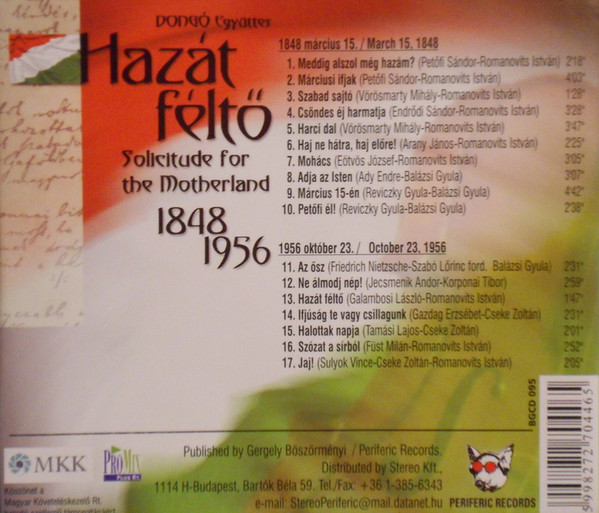 DONGÓ Együttes
Hazát
féltő
Solicitude for
the Motherland
1848
1956
1848 március 15. / March 15. 1848
1. Meddig alszol még hazám? (Petőfi Sándor-Romanovits István) 2'18"
2. Márciusi ifjak (Petőfi Sándor-Romanovits István) 4'03"
3. Szabad sajtó (Vörösmarty Mihály-Romanovits István) 1'28"
4. Csöndes éj harmatja (Endrődi Sándor-Romanovits István) 3'28"
5. Harci dal (Vörösmarty Mihály-Romanovits István) 3'47"
6. Haj ne hátra, haj előre! (Arany János-Romanovits István) 2'25"
7. Mohács (Eötvös József-Romanovits István) 3'05"
8. Adja az Isten (Ady Endre-Balázsi Gyula) 3'07"
9. Március 15-én (Reviczky Gyula-Balázsi Gyula) 4'42"
10. Petőfi él! (Reviczky Gyula-Balázsi Gyula) 2'38"
1956 október 23. / October 23. 1956
11. Az ősz (Friedrich Nietzsche-Szabó Lőrinc ford. Balázsi Gyula) 2'31"
12. Ne álmodj nép! (Jecsmenik Andor-Korponai Tibor) 2'59"
13. Hazát féltő (Galambosi László-Romanovits István) 1'47"
14. Ifjúság te vagy csillagunk (Gazdag Erzsébet-Cseke Zoltán) 2'31"
15. Halottak napja (Tamási Lajos-Cseke Zoltán) 2'01"
16. Szózat a sírból (Füst Milán-Romanovits István) 2'52"
17. Jaj! (Sulyok Vince-Cseke Zoltán-Romanovits István) 2'05"
BGCD 095
5998272704465
Published by Gergely Böszörményi / Periferic Records.
Distributed by Stereo Kft.,
1114 H-Budapest, Bartók Béla 59. Tel./Fax: +36 1-385-6343
e-mail: StereoPeriferic@mail.datanet.hu
PERIFERIC RECORDS
MKK
PROMIX
Köszönet a
Magyar Követeléskezelő Rt.